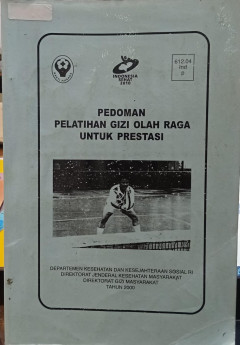 INDONESIA
SEHAT
2010
612.04
Ind
p
PEDOMAN
PELATIHAN GIZI OLAH RAGA
UNTUK PRESTASI
DEPARTEMEN KESEHATAN DAN KESEJAHTERAAN SOSIAL RI
DIREKTORAT JENDERAL KESEHATAN MASYARAKAT
DIREKTORAT GIZI MASYARAKAT
TAHUN 2000